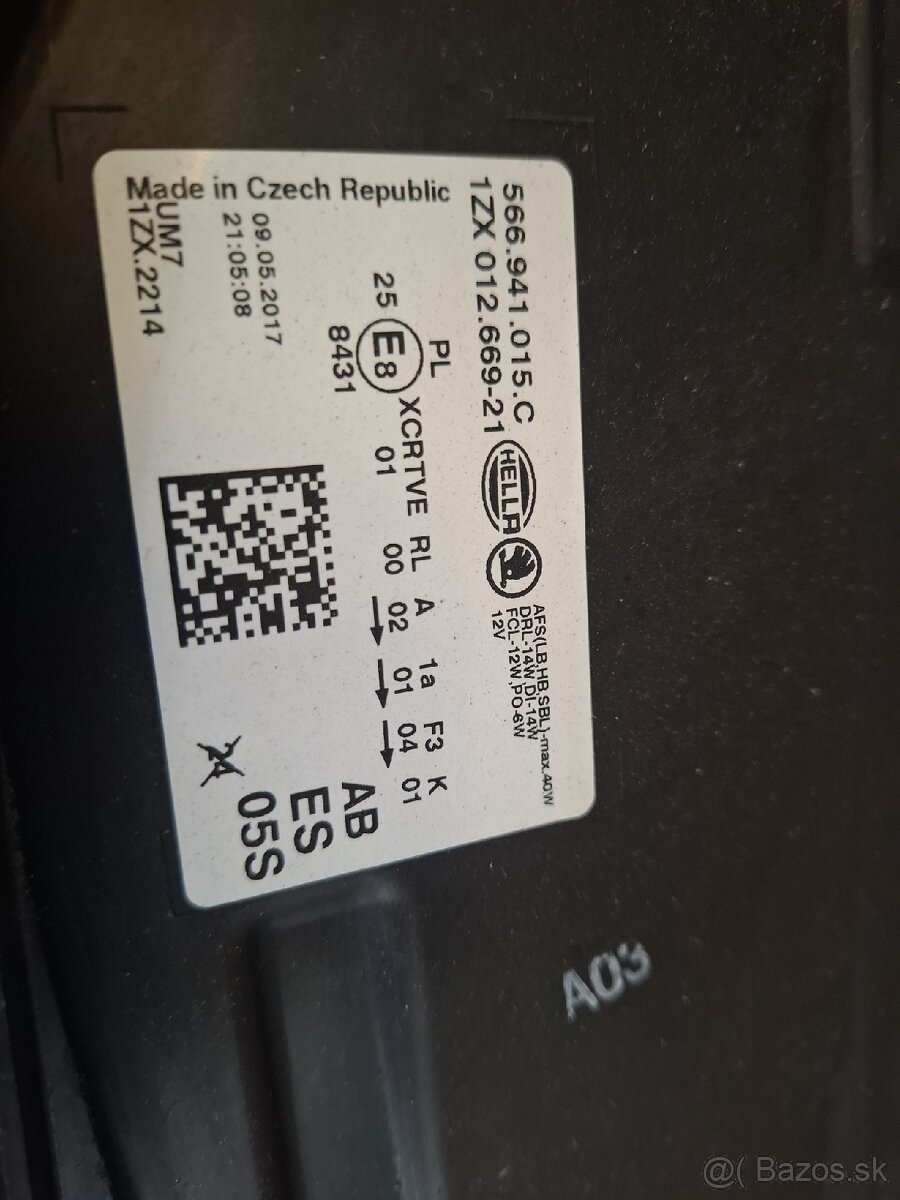 566.941.015.C
1ZX 012.669-21
HELLA
AFS(LB,HB,SBL)-max.40W
DRL-14W,DI-14W
FCL-12W,PO-6W
12V
PL XCRTVE RL A 1a F3 K
25 E8 01 00 02 01 04 01
8431
AB
ES
05S
Made in Czech Republic
09.05.2017
21:05:08
UM7
1ZX.2214
24
A03
@( Bazos.sk